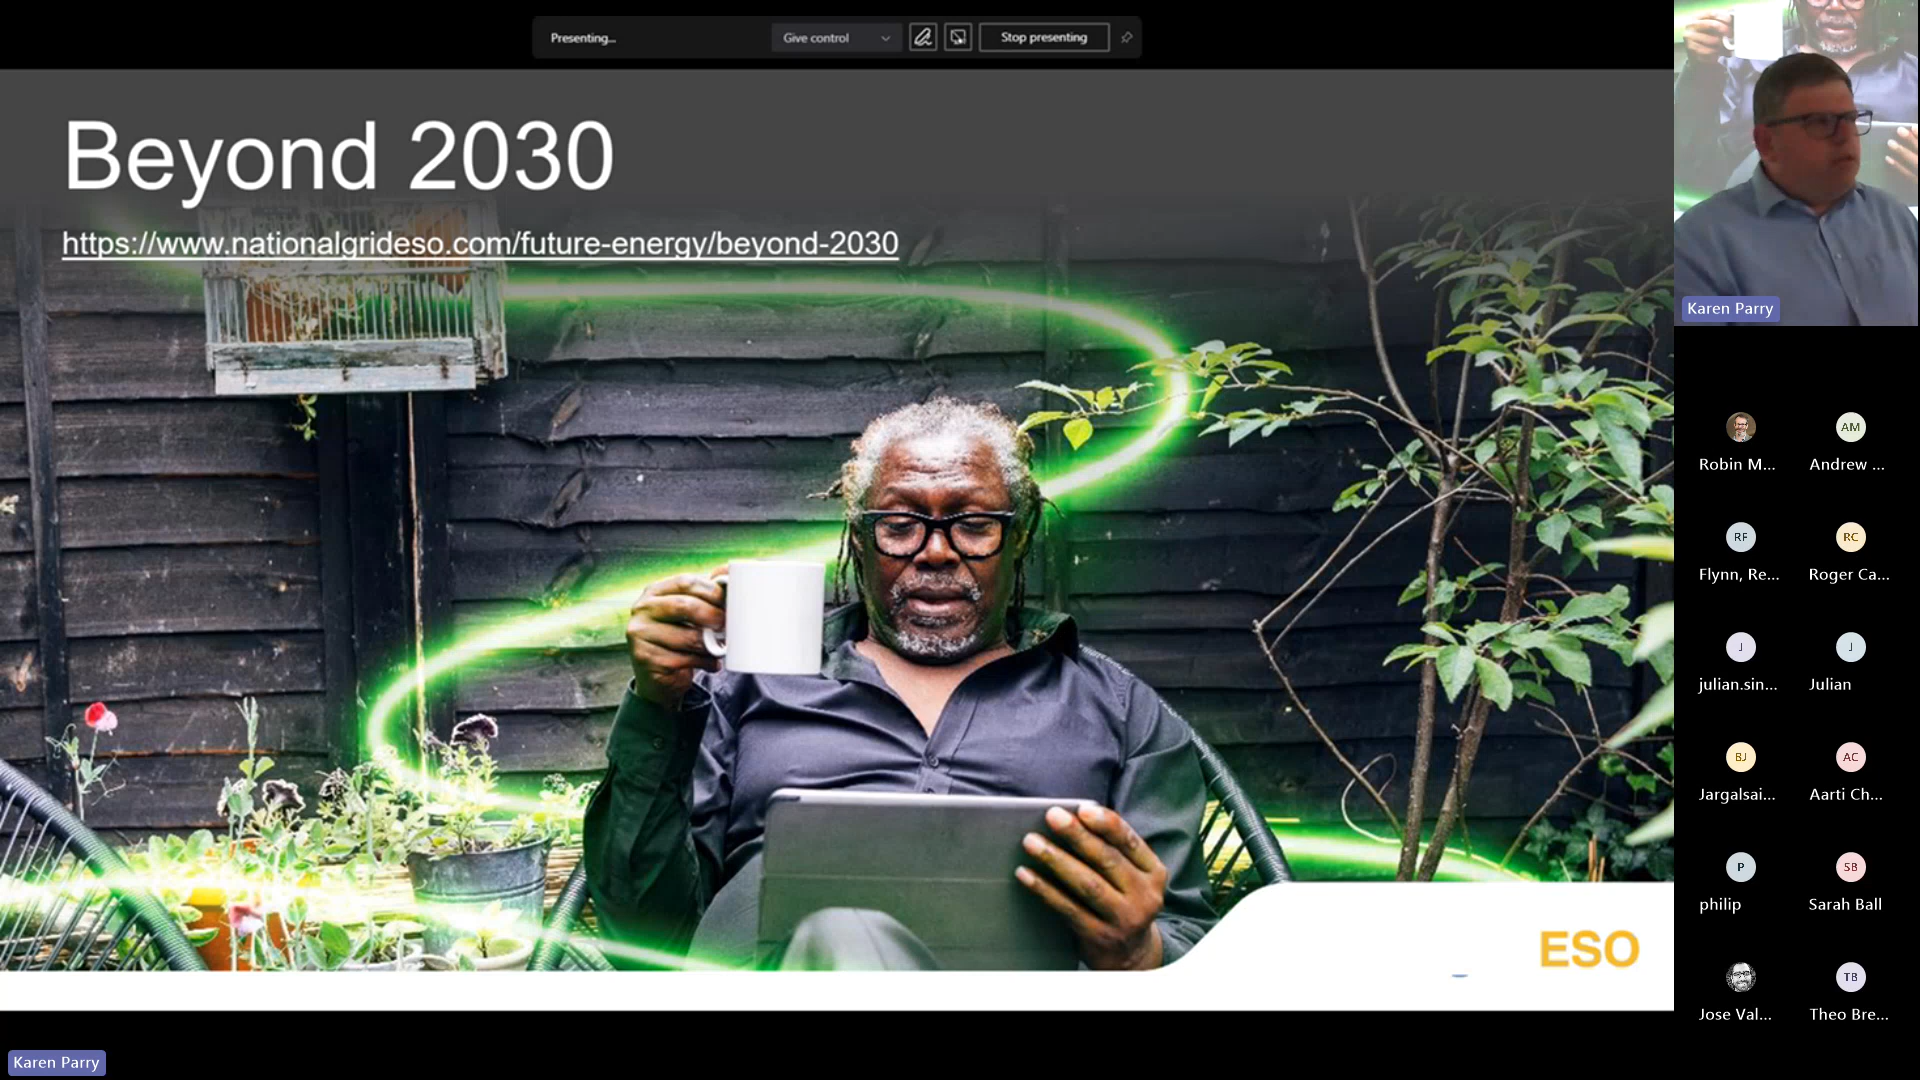 Presenting...
Give control
Stop presenting
Beyond 2030
https://www.nationalgrideso.com/future-energy/beyond-2030
ESO
Karen Parry
Robin M...
Andrew ...
AM
RF
RC
Flynn, Re...
Roger Ca...
J
J
julian.sin...
Julian
BJ
AC
Jargalsai...
Aarti Ch...
P
SB
philip
Sarah Ball
TB
Jose Val...
Theo Bre...
Karen Parry